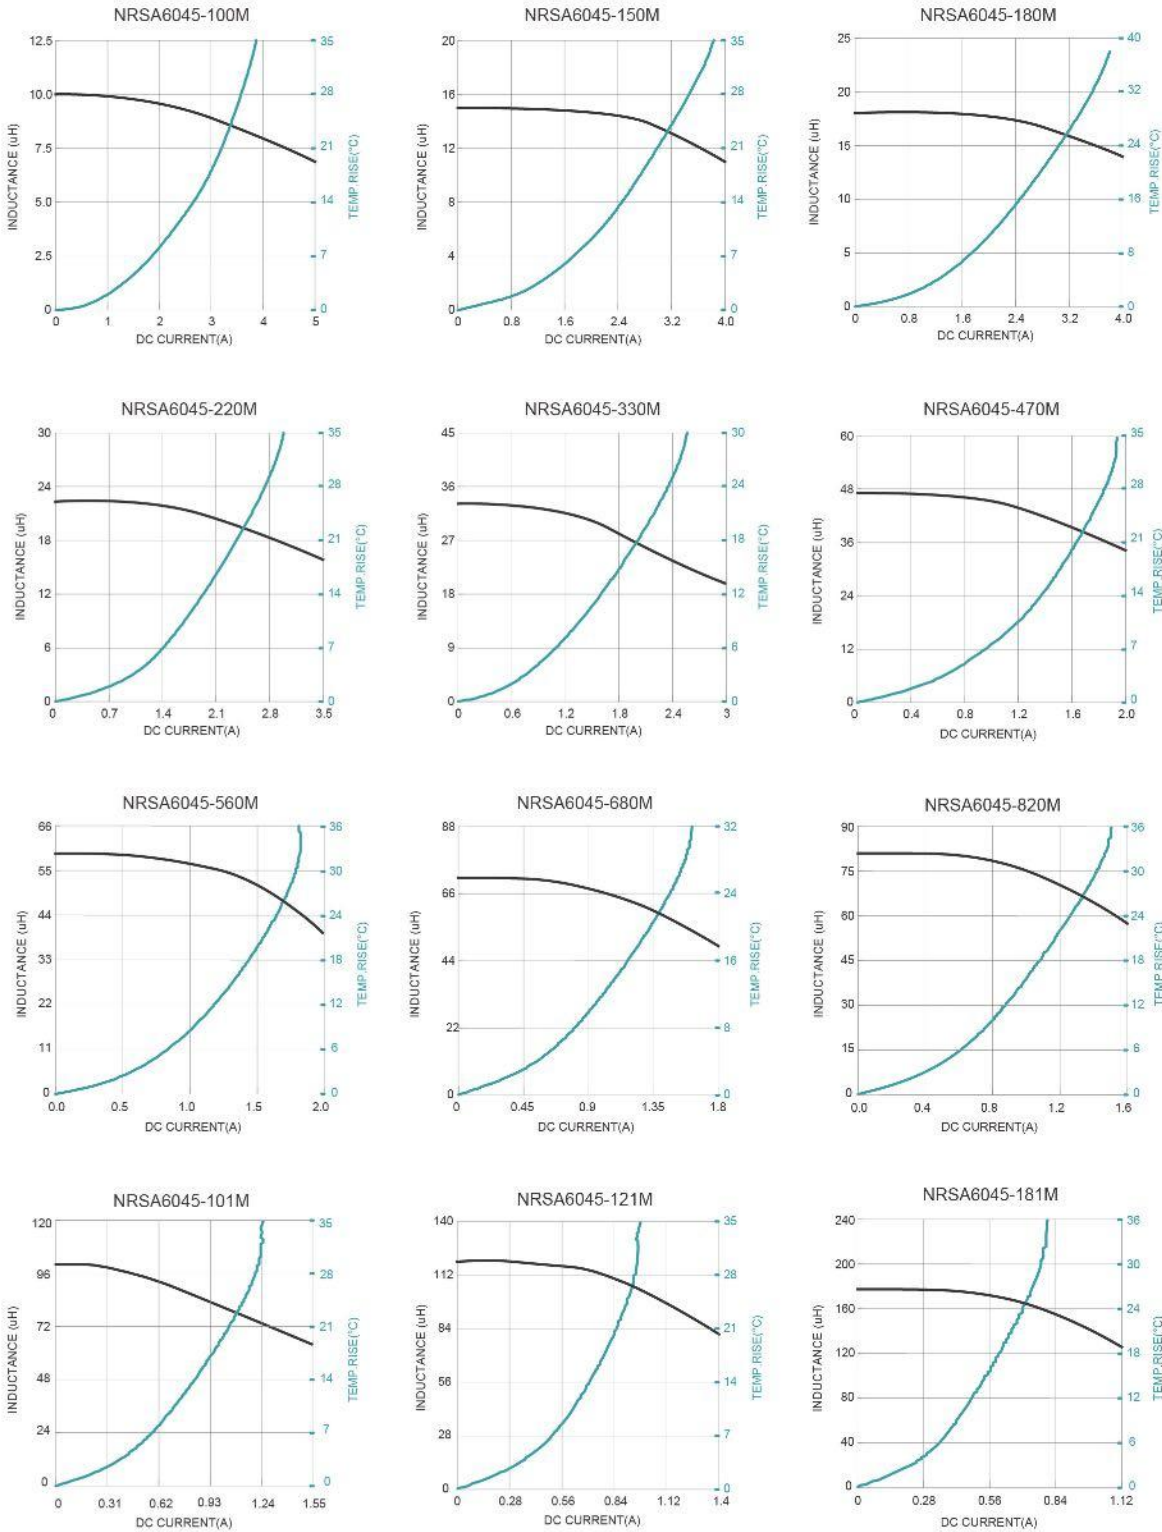 NRSA6045-100M
12.5
10.0
7.5
5.0
2.5
0
INDUCTANCE (uH)
35
28
21
14
7
0
TEMP.RISE(°C)
0 1 2 3 4 5
DC CURRENT(A)
NRSA6045-150M
20
16
12
8
4
0
INDUCTANCE (uH)
35
28
21
14
7
0
TEMP.RISE(°C)
0 0.8 1.6 2.4 3.2 4.0
DC CURRENT(A)
NRSA6045-180M
25
20
15
10
5
0
INDUCTANCE (uH)
40
32
24
16
8
0
TEMP.RISE(°C)
0 0.8 1.6 2.4 3.2 4.0
DC CURRENT(A)
NRSA6045-220M
30
24
18
12
6
0
INDUCTANCE (uH)
35
28
21
14
7
0
TEMP.RISE(°C)
0 0.7 1.4 2.1 2.8 3.5
DC CURRENT(A)
NRSA6045-330M
45
36
27
18
9
0
INDUCTANCE (uH)
30
24
18
12
6
0
TEMP.RISE(°C)
0 0.6 1.2 1.8 2.4 3
DC CURRENT(A)
NRSA6045-470M
60
48
36
24
12
0
INDUCTANCE (uH)
35
28
21
14
7
0
TEMP.RISE(°C)
0 0.4 0.8 1.2 1.6 2.0
DC CURRENT(A)
NRSA6045-560M
66
55
44
33
22
11
0
INDUCTANCE (uH)
36
30
24
18
12
6
0
TEMP.RISE(°C)
0.0 0.5 1.0 1.5 2.0
DC CURRENT(A)
NRSA6045-680M
88
66
44
22
0
INDUCTANCE (uH)
32
24
16
8
0
TEMP.RISE(°C)
0 0.45 0.9 1.35 1.8
DC CURRENT(A)
NRSA6045-820M
90
75
60
45
30
15
0
INDUCTANCE (uH)
36
30
24
18
12
6
0
TEMP.RISE(°C)
0.0 0.4 0.8 1.2 1.6
DC CURRENT(A)
NRSA6045-101M
120
96
72
48
24
0
INDUCTANCE (uH)
35
28
21
14
7
0
TEMP.RISE(°C)
0 0.31 0.62 0.93 1.24 1.55
DC CURRENT(A)
NRSA6045-121M
140
112
84
56
28
0
INDUCTANCE (uH)
35
28
21
14
7
0
TEMP.RISE(°C)
0 0.28 0.56 0.84 1.12 1.4
DC CURRENT(A)
NRSA6045-181M
240
200
160
120
80
40
0
INDUCTANCE (uH)
36
30
24
18
12
6
0
TEMP.RISE(°C)
0 0.28 0.56 0.84 1.12
DC CURRENT(A)